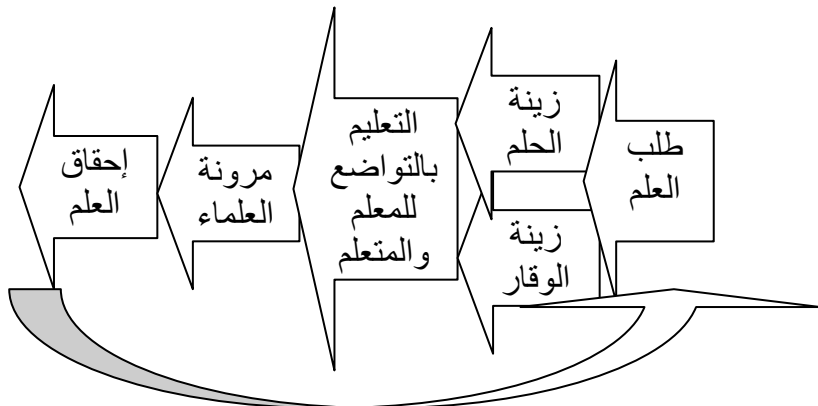 طلب
العلم
زينة
الحلم
زينة
الوقار
التعليم
بالتواضع
للمعلم
والمتعلم
مرونة
العلماء
إحقاق
العلم